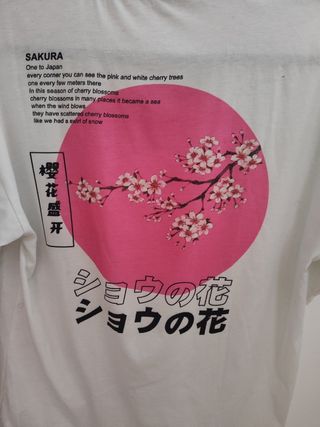 SAKURA
One to Japan
every corner you can see the pink and white cherry trees
one every few meters there
In this season of cherry blossoms
cherry blossoms in many places it became a sea
when the wind blows
they have scattered cherry blossoms
like we had a swirl of snow
櫻花盛开
ショウの花
ショウの花